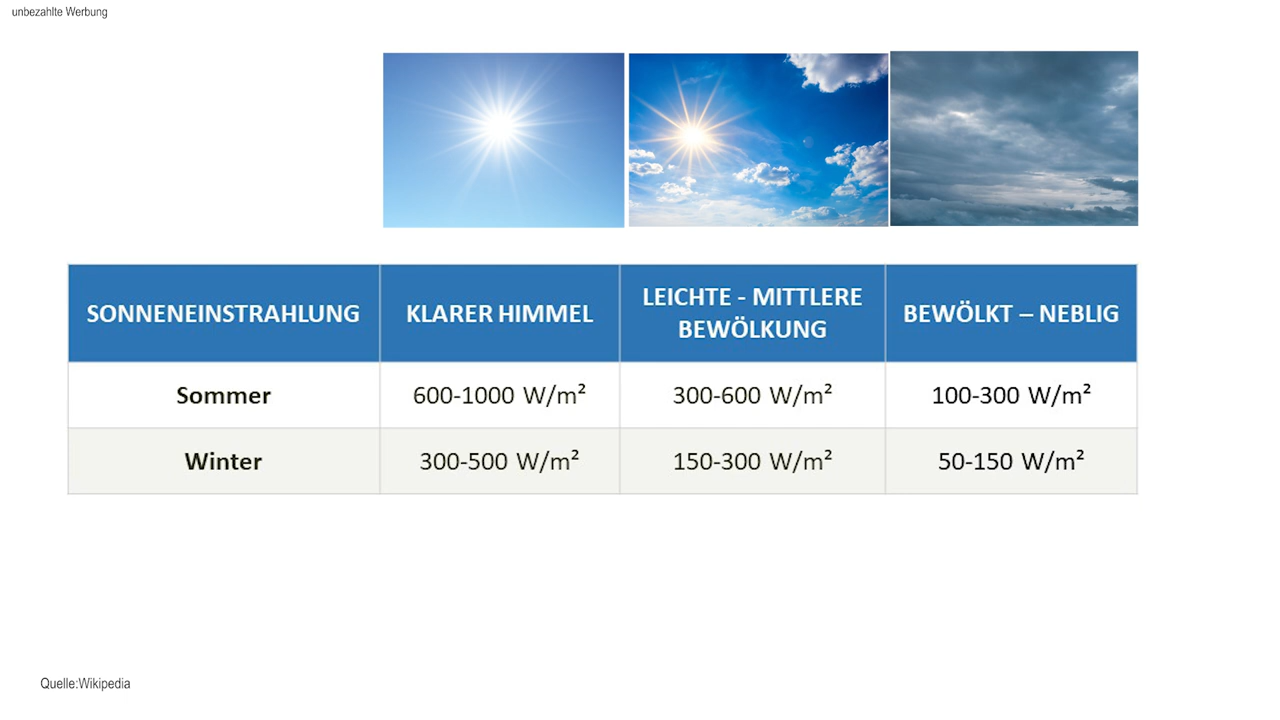 unbezahlte Werbung
SONNENEINSTRAHLUNG
KLARER HIMMEL
LEICHTE - MITTLERE
BEWÖLKUNG
BEWÖLKT – NEBLIG
Sommer
600-1000 W/m²
300-600 W/m²
100-300 W/m²
Winter
300-500 W/m²
150-300 W/m²
50-150 W/m²
Quelle:Wikipedia